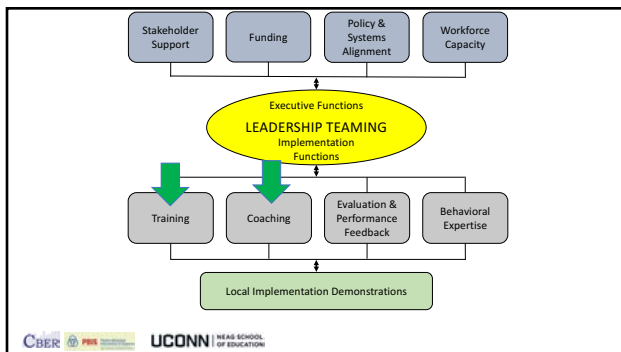 Stakeholder
Support
Funding
Policy &
Systems
Alignment
Workforce
Capacity
Executive Functions
LEADERSHIP TEAMING
Implementation
Functions
Training
Coaching
Evaluation &
Performance
Feedback
Behavioral
Expertise
Local Implementation Demonstrations
CBER
PBIS
UCONN
NEAG SCHOOL
OF EDUCATION